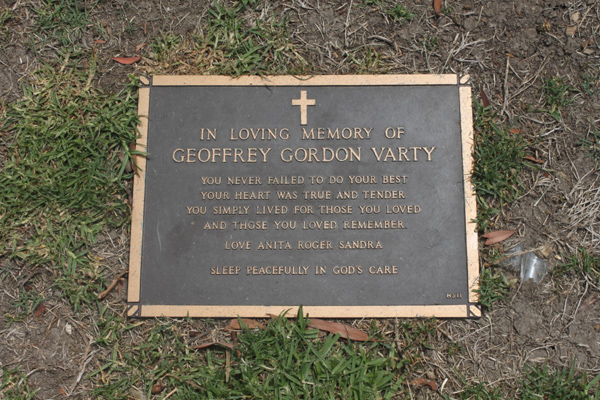 IN LOVING MEMORY OF
GEOFFREY GORDON VARTY
YOU NEVER FAILED TO DO YOUR BEST
YOUR HEART WAS TRUE AND TENDER
YOU SIMPLY LIVED FOR THOSE YOU LOVED
AND THOSE YOU LOVED REMEMBER.
LOVE ANITA ROGER SANDRA
SLEEP PEACEFULLY IN GOD'S CARE